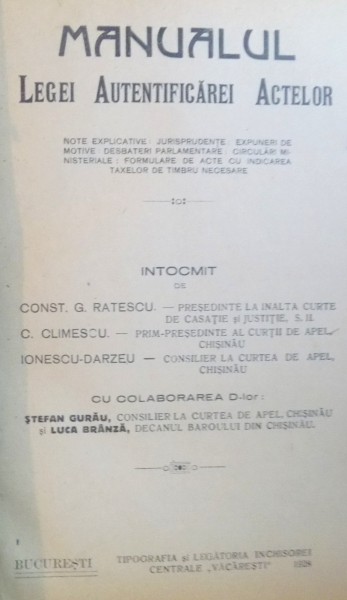 MANUALUL
LEGEI AUTENTIFICĂREI ACTELOR
NOTE EXPLICATIVE : JURISPRUDENȚE : EXPUNERI DE
MOTIVE : DESBATERI PARLAMENTARE : CIRCULĂRI MI-
NISTERIALE : FORMULARE DE ACTE CU INDICAREA
TAXELOR DE TIMBRU NECESARE
INTOCMIT
DE
CONST. G. RATESCU. — PREȘEDINTE LA INALTA CURTE
DE CASAȚIE și JUSTIȚIE, S. II.
C. CLIMESCU. — PRIM-PREȘEDINTE AL CURȚII DE APEL,
CHIȘINĂU
IONESCU-DARZEU — CONSILIER LA CURTEA DE APEL,
CHIȘINĂU
CU COLABORAREA D-lor :
ȘTEFAN GURĂU, CONSILIER LA CURTEA DE APEL, CHIȘINĂU
și LUCA BRÂNZĂ, DECANUL BAROULUI DIN CHIȘINĂU.
BUCUREȘTI
TIPOGRAFIA și LEGĂTORIA INCHISOREI
CENTRALE „VĂCĂREȘTI" 1928